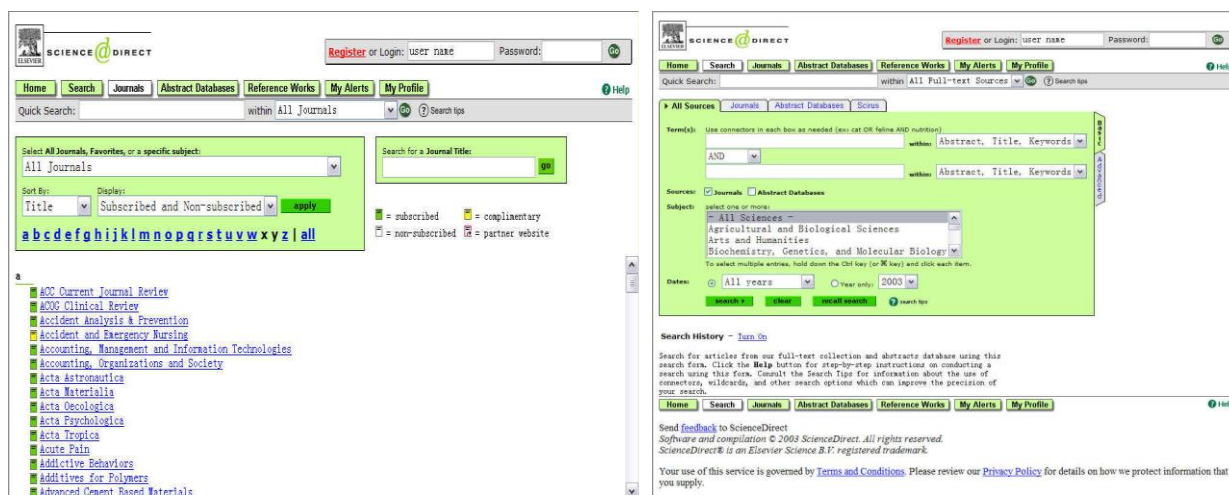 ELSEVIER
SCIENCE @ DIRECT
Register or Login: user name Password: Go
Home Search Journals Abstract Databases Reference Works My Alerts My Profile ? Help
Quick Search: within All Journals Go ? Search tips
Select All Journals, Favorites, or a specific subject:
All Journals
Sort By: Display:
Title Subscribed and Non-subscribed apply
a b c d e f g h i j k l m n o p q r s t u v w x y z | all
Search for a Journal Title:
go
= subscribed = complimentary
= non-subscribed = partner website
a
ACC Current Journal Review
ACOG Clinical Review
Accident Analysis & Prevention
Accident and Emergency Nursing
Accounting, Management and Information Technologies
Accounting, Organizations and Society
Acta Astronautica
Acta Materialia
Acta Oecologica
Acta Psychologica
Acta Tropica
Acute Pain
Addictive Behaviors
Additives for Polymers
Advanced Cement Based Materials
ELSEVIER
SCIENCE @ DIRECT
Register or Login: user name Password: Go
Home Search Journals Abstract Databases Reference Works My Alerts My Profile ? Hel
Quick Search: within All Full-text Sources Go ? Search tips
All Sources Journals Abstract Databases Scirus
Basic
Advanced
Term(s): Use connectors in each box as needed (ex: cat OR feline AND nutrition)
within: Abstract, Title, Keywords
AND
within: Abstract, Title, Keywords
Sources: Journals Abstract Databases
Subject: select one or more:
- All Sciences -
Agricultural and Biological Sciences
Arts and Humanities
Biochemistry, Genetics, and Molecular Biology
To select multiple entries, hold down the Ctrl key (or ⌘ key) and click each item.
Dates: All years Year only: 2003
search clear recall search ? search tips
Search History - Turn On
Search for articles from our full-text collection and abstracts database using this
search form. Click the Help button for step-by-step instructions on conducting a
search using this form. Consult the Search Tips for information about the use of
connectors, wildcards, and other search options which can improve the precision of
your search.
Home Search Journals Abstract Databases Reference Works My Alerts My Profile ? Hel
Send feedback to ScienceDirect
Software and compilation © 2003 ScienceDirect. All rights reserved.
ScienceDirect® is an Elsevier Science B.V. registered trademark.
Your use of this service is governed by Terms and Conditions. Please review our Privacy Policy for details on how we protect information that
you supply.